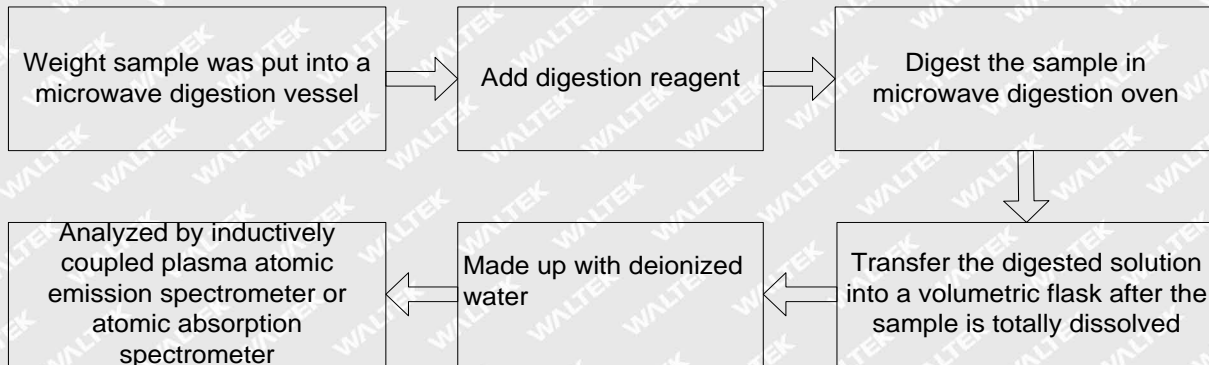 Weight sample was put into a
microwave digestion vessel
Add digestion reagent
Digest the sample in
microwave digestion oven
Transfer the digested solution
into a volumetric flask after the
sample is totally dissolved
Made up with deionized
water
Analyzed by inductively
coupled plasma atomic
emission spectrometer or
atomic absorption
spectrometer
WALTEK